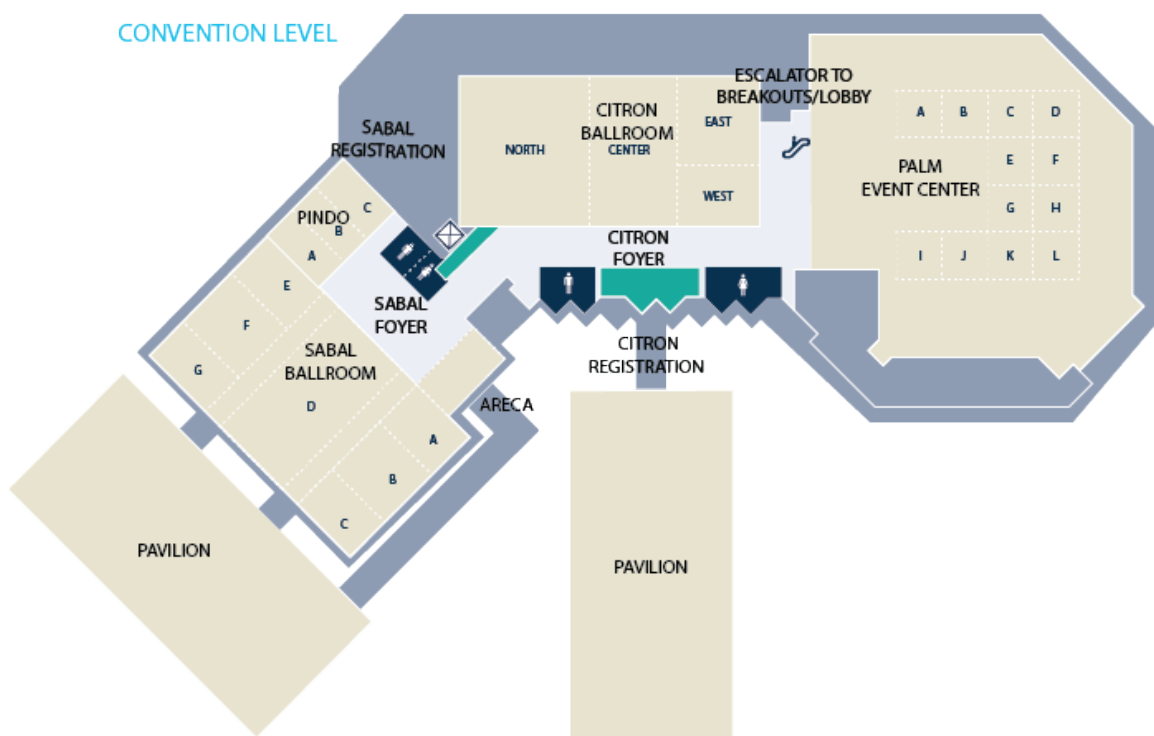 CONVENTION LEVEL
ESCALATOR TO
BREAKOUTS/LOBBY
SABAL
REGISTRATION
CITRON
BALLROOM
NORTH
CENTER
EAST
WEST
PALM
EVENT CENTER
A B C D
E F
G H
I J K L
PINDO
C
B
A
CITRON
FOYER
SABAL
FOYER
E
F
G
SABAL
BALLROOM
D
A
B
C
CITRON
REGISTRATION
ARECA
PAVILION
PAVILION